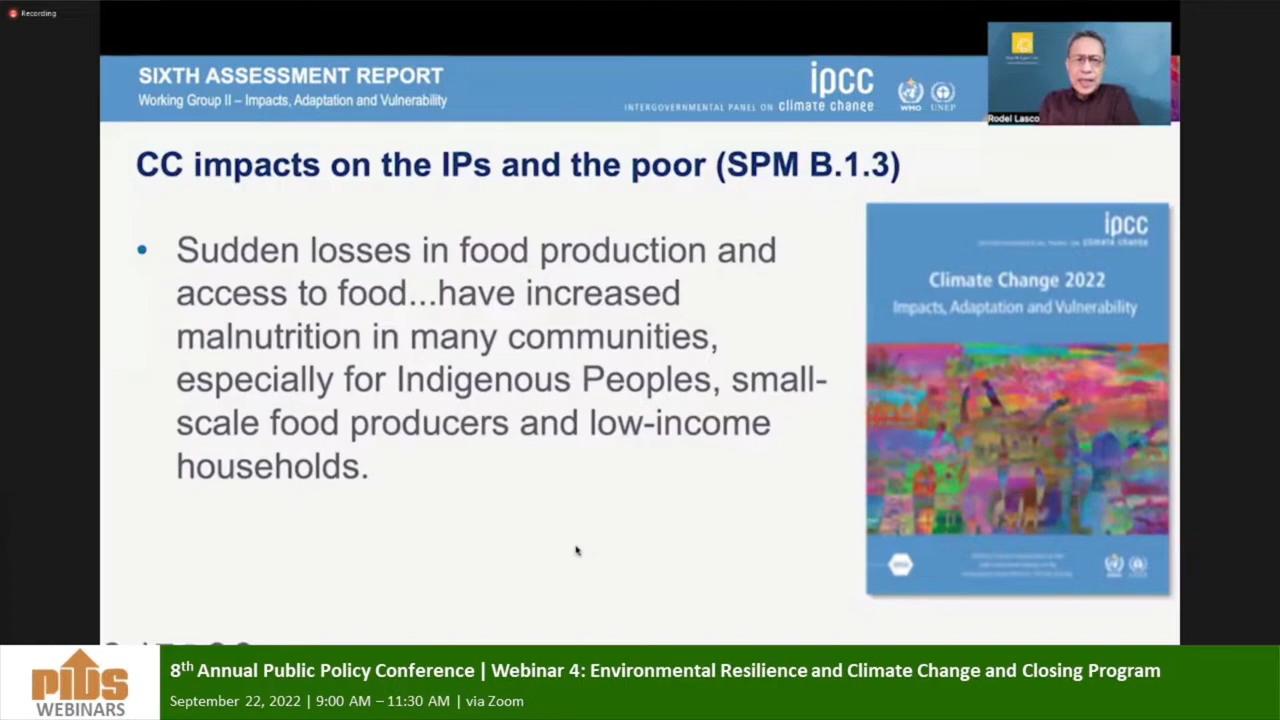 Recording
SIXTH ASSESSMENT REPORT
Working Group II – Impacts, Adaptation and Vulnerability
ipcc
INTERGOVERNMENTAL PANEL ON climate change
WMO
UNEP
Rodel Lasco
CC impacts on the IPs and the poor (SPM B.1.3)
• Sudden losses in food production and
access to food...have increased
malnutrition in many communities,
especially for Indigenous Peoples, small-
scale food producers and low-income
households.
ipcc
climate change
Climate Change 2022
Impacts, Adaptation and Vulnerability
PIDS
WEBINARS
8th Annual Public Policy Conference | Webinar 4: Environmental Resilience and Climate Change and Closing Program
September 22, 2022 | 9:00 AM – 11:30 AM | via Zoom